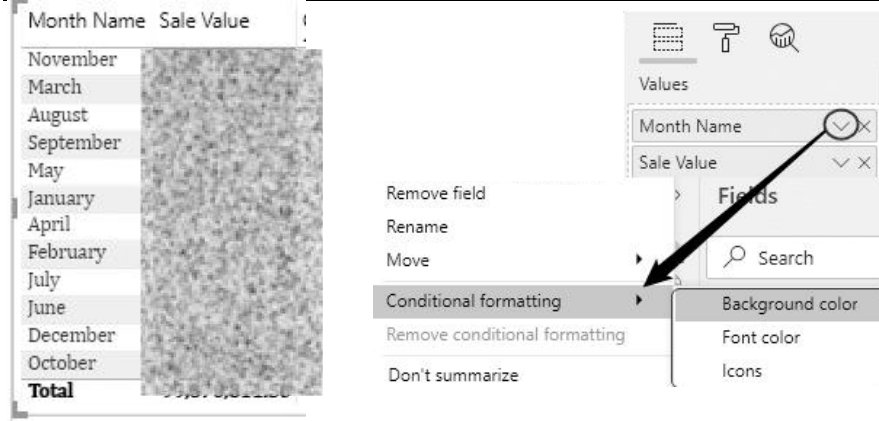 Month Name Sale Value
November
March
August
September
May
January
April
February
July
June
December
October
Total
Values
Month Name
Sale Value
Remove field
Rename
Move
Conditional formatting
Remove conditional formatting
Don't summarize
Fields
Search
Background color
Font color
Icons